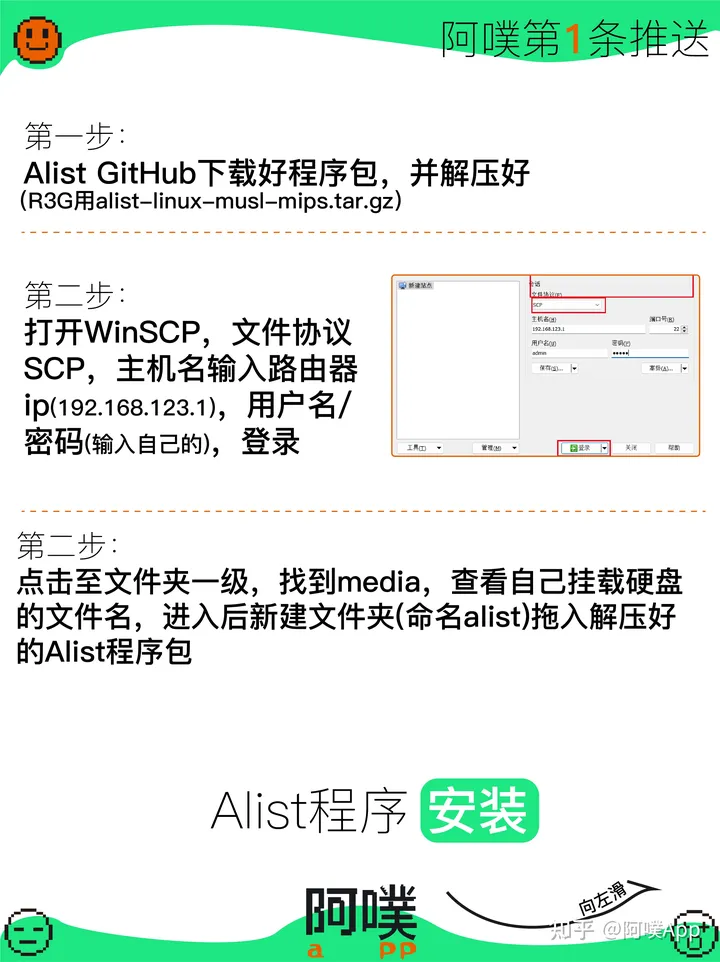 阿噗第1条推送
第一步：
Alist GitHub下载好程序包，并解压好
(R3G用alist-linux-musl-mips.tar.gz)
第二步：
打开WinSCP，文件协议
SCP，主机名输入路由器
ip(192.168.123.1)，用户名/
密码(输入自己的)，登录
新建站点
会话
文件协议(F)
SCP
主机名(H)
端口号(R)
192.168.123.1
22
用户名(U)
密码(P)
admin
●●●●●
保存(S)...
高级(A)...
工具(T)
管理(M)
登录
关闭
帮助
第二步：
点击至文件夹一级，找到media，查看自己挂载硬盘
的文件名，进入后新建文件夹(命名alist)拖入解压好
的Alist程序包
Alist程序 安装
阿噗
a pp
向左滑
知乎 @阿噗App